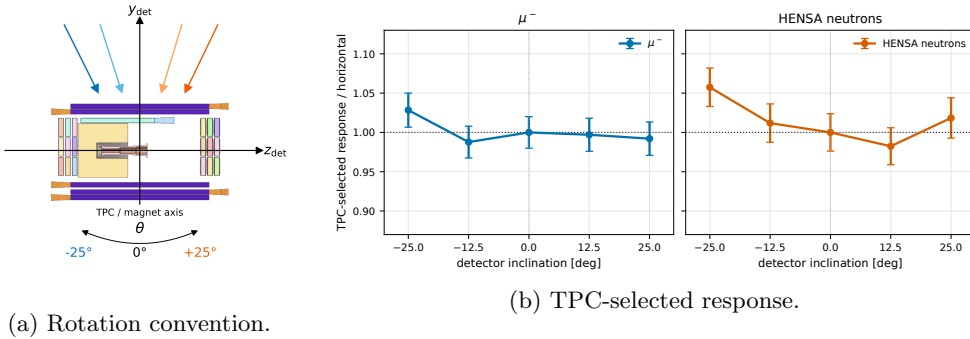 y_det
z_det
TPC / magnet axis
θ
-25°
0°
+25°
(a) Rotation convention.
μ⁻
HENSA neutrons
TPC-selected response / horizontal
1.10
1.05
1.00
0.95
0.90
μ⁻
HENSA neutrons
−25.0 −12.5 0.0 12.5 25.0
−25.0 −12.5 0.0 12.5 25.0
detector inclination [deg]
detector inclination [deg]
(b) TPC-selected response.